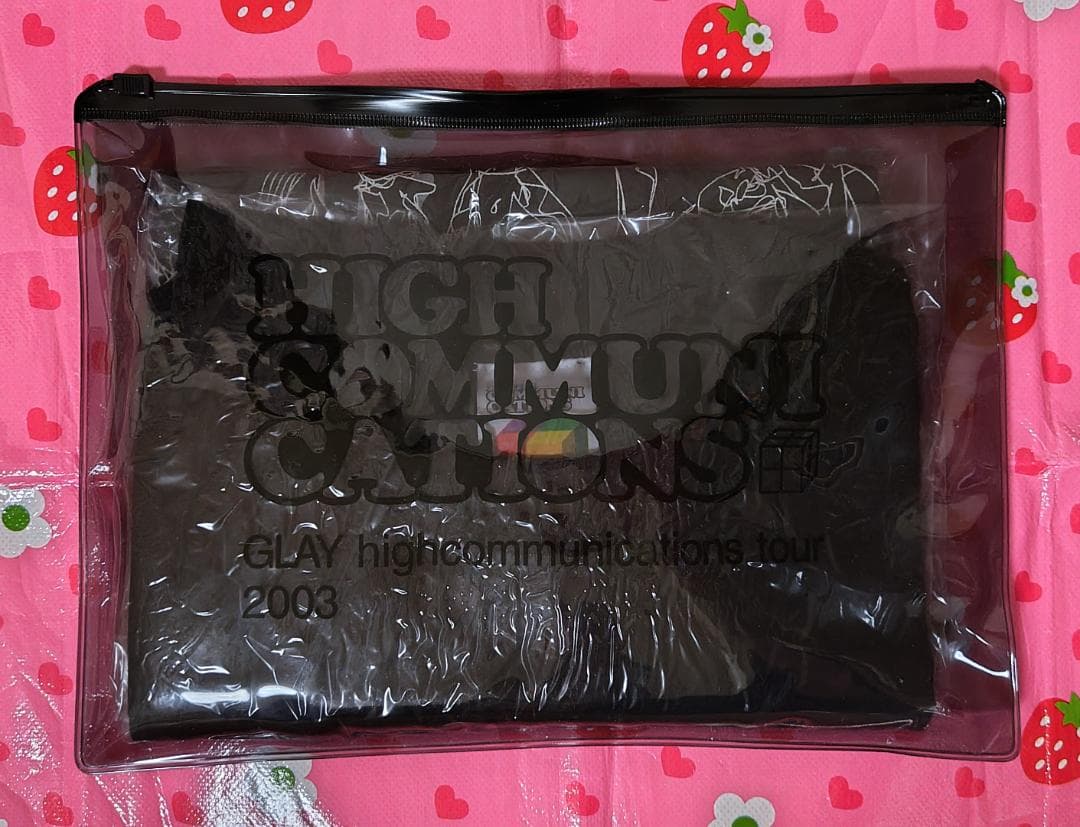 HIGH
COMMUNI
CATIONS
GLAY highcommunications tour
2003